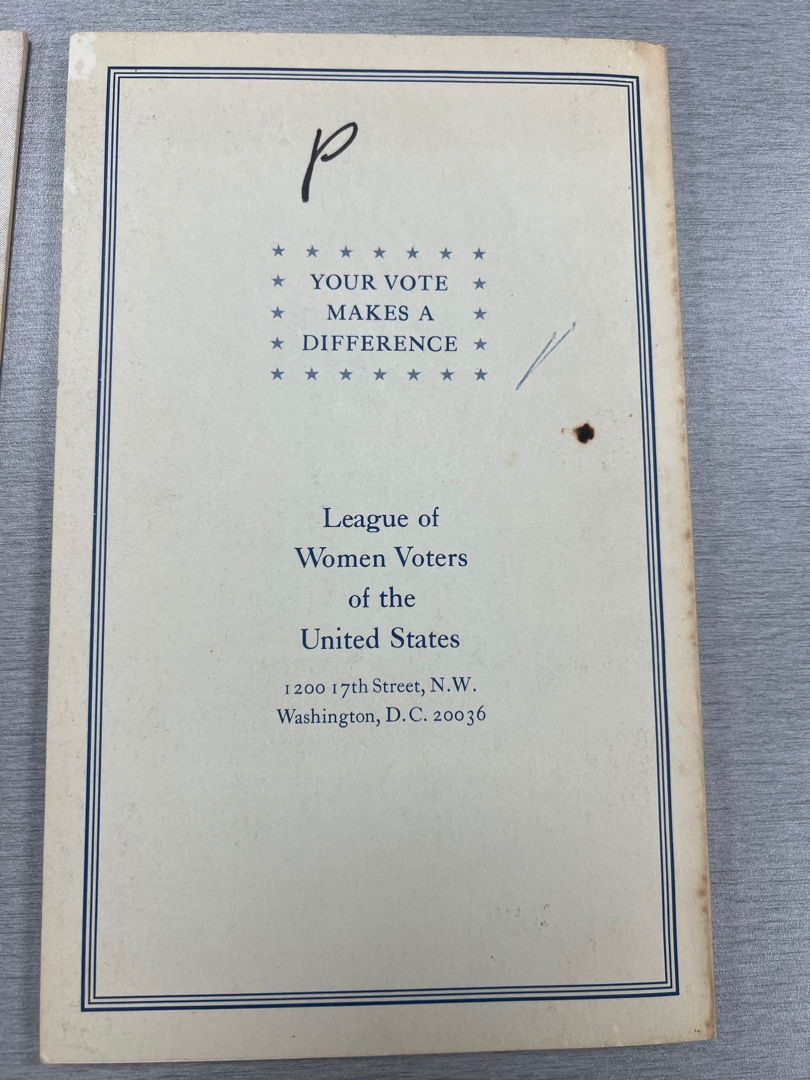 P
YOUR VOTE
MAKES A
DIFFERENCE
League of
Women Voters
of the
United States
1200 17th Street, N.W.
Washington, D.C. 20036